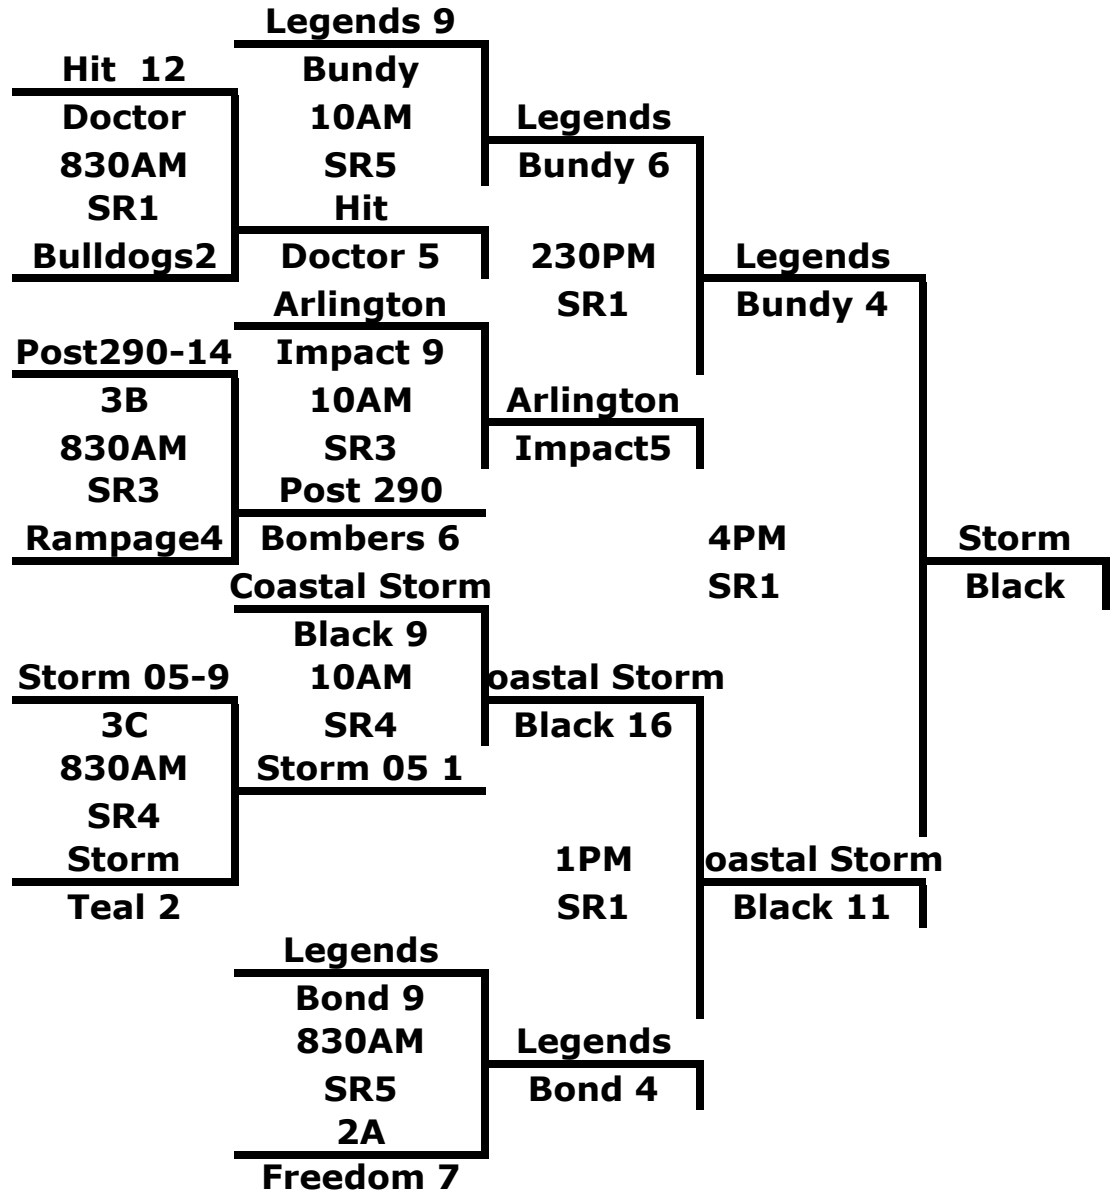 Legends 9
Hit  12
Bundy
Doctor
10AM
Legends
830AM
SR5
Bundy 6
SR1
Hit
Bulldogs2
Doctor 5
230PM
Legends
Arlington
SR1
Bundy 4
Post290-14
Impact 9
3B
10AM
Arlington
830AM
SR3
Impact5
SR3
Post 290
Rampage4
Bombers 6
4PM
Storm
Coastal Storm
SR1
Black
Black 9
Storm 05-9
10AM
oastal Storm
3C
SR4
Black 16
830AM
Storm 05 1
SR4
Storm
1PM
oastal Storm
Teal 2
SR1
Black 11
Legends
Bond 9
830AM
Legends
SR5
Bond 4
2A
Freedom 7